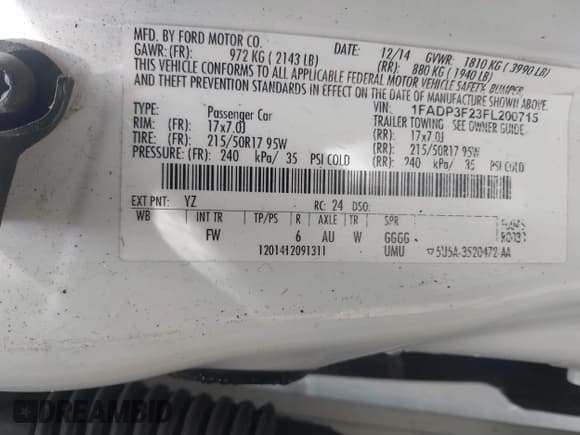 MFD. BY FORD MOTOR CO.
DATE: 12/14 GVWR: 1810 KG ( 3990 LB)
GAWR: (FR): 972 KG ( 2143 LB) (RR): 880 KG ( 1940 LB)
THIS VEHICLE CONFORMS TO ALL APPLICABLE FEDERAL MOTOR VEHICLE SAFETY, BUMPER,
AND THEFT PREVENTION STANDARDS IN EFFECT ON THE DATE OF MANUFACTURE SHOWN ABOVE.
VIN: 1FADP3F23FL200715
TYPE: Passenger Car TRAILER TOWING - SEE OWNER GUIDE
RIM: (FR): 17x7.0J (RR): 17x7.0J
TIRE: (FR): 215/50R17 95W (RR): 215/50R17 95W
PRESSURE: (FR): 240 kPa/ 35 PSI COLD (RR): 240 kPa/ 35 PSI COLD
EXT PNT: YZ RC: 24 DSO:
WB INT TR TP/PS R AXLE TR SPR
FW 6 AU W GGGG
1201412091311 UMU ▽5U5A-3520472-AA
DREAMBID